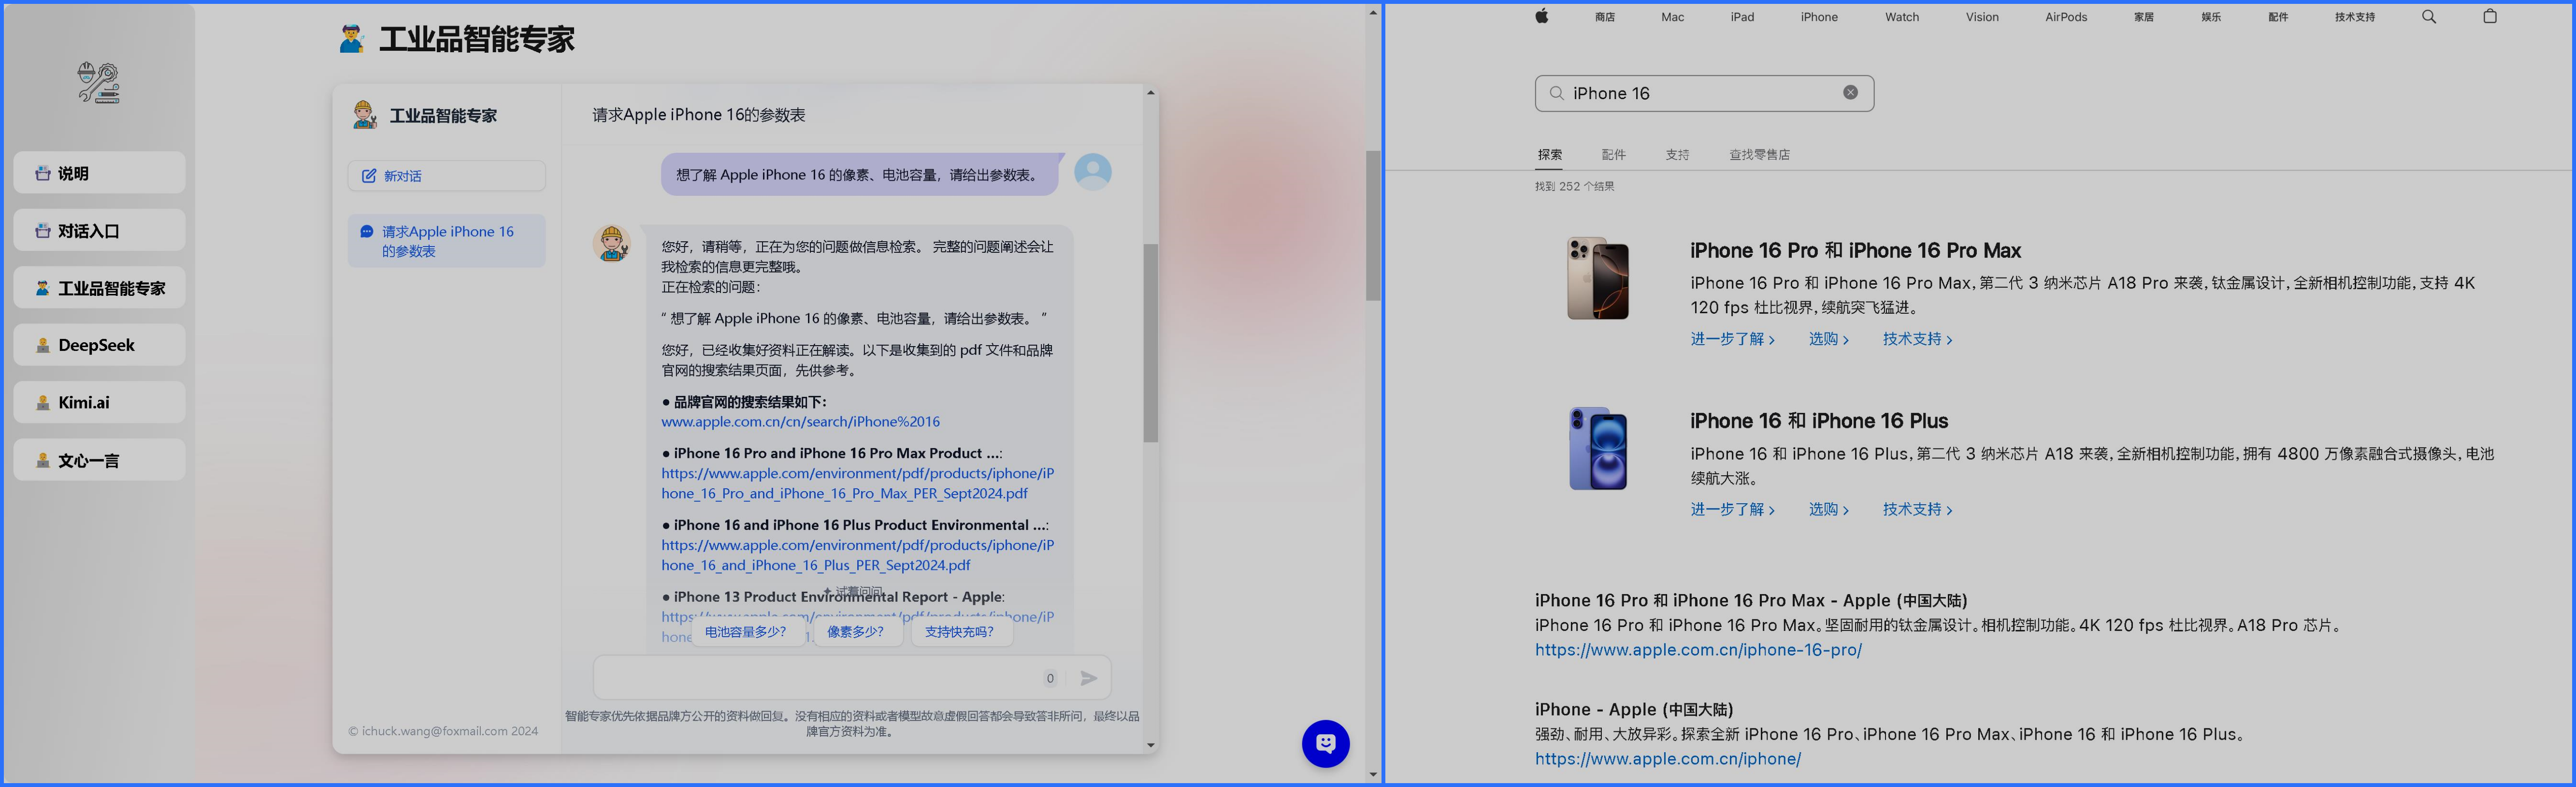 工业品智能专家
说明
对话入口
工业品智能专家
DeepSeek
Kimi.ai
文心一言
工业品智能专家
新对话
请求Apple iPhone 16
的参数表
© ichuck.wang@foxmail.com 2024
请求Apple iPhone 16的参数表
想了解 Apple iPhone 16 的像素、电池容量，请给出参数表。
您好，请稍等，正在为您的问题做信息检索。 完整的问题阐述会让
我检索的信息更完整哦。
正在检索的问题：
“ 想了解 Apple iPhone 16 的像素、电池容量，请给出参数表。 ”
您好，已经收集好资料正在解读。以下是收集到的 pdf 文件和品牌
官网的搜索结果页面，先供参考。
● 品牌官网的搜索结果如下：
www.apple.com.cn/cn/search/iPhone%2016
● iPhone 16 Pro and iPhone 16 Pro Max Product ...:
https://www.apple.com/environment/pdf/products/iphone/iP
hone_16_Pro_and_iPhone_16_Pro_Max_PER_Sept2024.pdf
● iPhone 16 and iPhone 16 Plus Product Environmental ...:
https://www.apple.com/environment/pdf/products/iphone/iP
hone_16_and_iPhone_16_Plus_PER_Sept2024.pdf
试着问问
● iPhone 13 Product Environmental Report - Apple:
https://www.apple.com/environment/pdf/products/iphone/iP
电池容量多少？
像素多少？
支持快充吗？
0
智能专家优先依据品牌方公开的资料做回复。没有相应的资料或者模型故意虚假回答都会导致答非所问，最终以品
牌官方资料为准。
商店
Mac
iPad
iPhone
Watch
Vision
AirPods
家居
娱乐
配件
技术支持
iPhone 16
探索
配件
支持
查找零售店
找到 252 个结果
iPhone 16 Pro 和 iPhone 16 Pro Max
iPhone 16 Pro 和 iPhone 16 Pro Max，第二代 3 纳米芯片 A18 Pro 来袭，钛金属设计，全新相机控制功能，支持 4K
120 fps 杜比视界，续航突飞猛进。
进一步了解 >
选购 >
技术支持 >
iPhone 16 和 iPhone 16 Plus
iPhone 16 和 iPhone 16 Plus，第二代 3 纳米芯片 A18 来袭，全新相机控制功能，拥有 4800 万像素融合式摄像头，电池
续航大涨。
进一步了解 >
选购 >
技术支持 >
iPhone 16 Pro 和 iPhone 16 Pro Max - Apple (中国大陆)
iPhone 16 Pro 和 iPhone 16 Pro Max。坚固耐用的钛金属设计。相机控制功能。4K 120 fps 杜比视界。A18 Pro 芯片。
https://www.apple.com.cn/iphone-16-pro/
iPhone - Apple (中国大陆)
强劲、耐用、大放异彩。探索全新 iPhone 16 Pro、iPhone 16 Pro Max、iPhone 16 和 iPhone 16 Plus。
https://www.apple.com.cn/iphone/